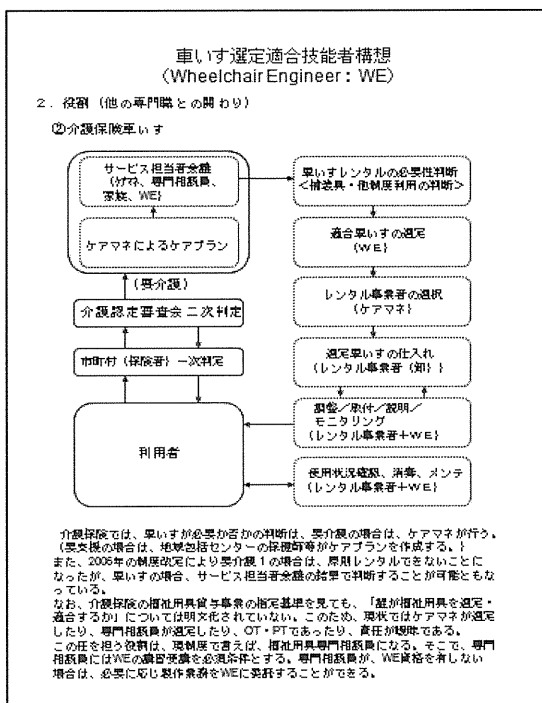 車いす選定適合技能者構想
(Wheelchair Engineer:WE)
2.役割(他の専門職との関わり)
②介護保険車いす
サービス担当者会議
(ケアマネ、専門相談員、
家族、WE)
ケアマネによるケアプラン
(要介護)
介護認定審査会 二次判定
市町村(保険者)一次判定
利用者
車いすレンタルの必要性判断
<補装具・他制度利用の判断>
適合車いすの選定
(WE)
レンタル事業者の選択
(ケアマネ)
選定車いすの仕入れ
(レンタル事業者(卸))
調整/取付/説明/
モニタリング
(レンタル事業者+WE)
使用状況確認、消毒、メンテ
(レンタル事業者+WE)
介護保険では、車いすが必要か否かの判断は、要介護の場合は、ケアマネが行う。
(要支援の場合は、地域包括センターの保健師等がケアプランを作成する。)
また、2006年の制度改定により要介護1の場合は、原則レンタルできないことに
なったが、車いすの場合、サービス担当者会議の結果で判断することが可能ともな
っている。
なお、介護保険の福祉用具貸与事業の指定基準を見ても、「誰が福祉用具を選定・
適合するか」については明文化されていない。このため、現状ではケアマネが選定
したり、専門相談員が選定したり、OT・PTであったり、責任が曖昧である。
この任を担う役割は、現制度で言えば、福祉用具専門相談員になる。そこで、専門
相談員にはWEの講習受講を必須条件とする。専門相談員が、WE資格を有しない
場合は、必要に応じ製作業務をWEに委託することができる。